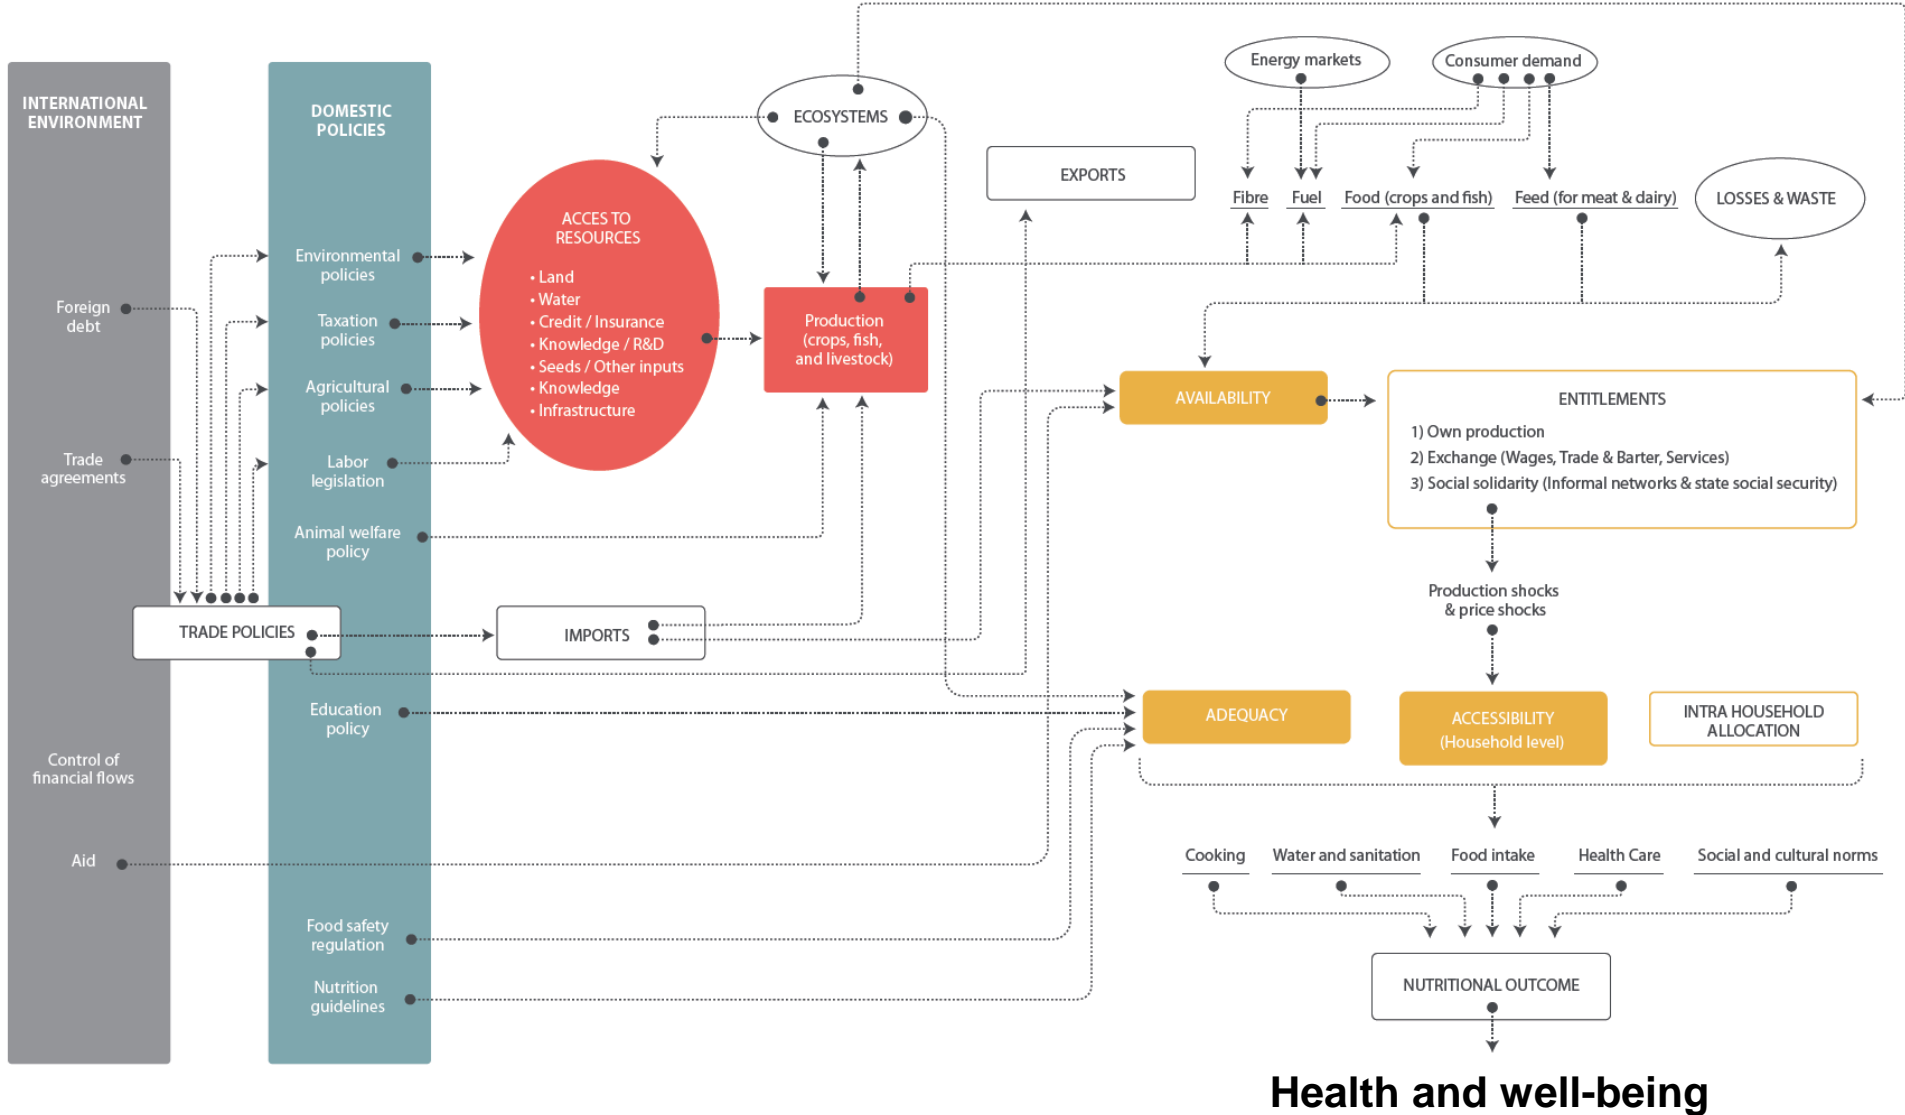 INTERNATIONAL
ENVIRONMENT
Foreign
debt
Trade
agreements
Control of
financial flows
Aid
DOMESTIC
POLICIES
Environmental
policies
Taxation
policies
Agricultural
policies
Labor
legislation
Animal welfare
policy
TRADE POLICIES
Education
policy
Food safety
regulation
Nutrition
guidelines
ACCES TO
RESOURCES
• Land
• Water
• Credit / Insurance
• Knowledge / R&D
• Seeds / Other inputs
• Knowledge
• Infrastructure
IMPORTS
ECOSYSTEMS
Production
(crops, fish,
and livestock)
EXPORTS
Energy markets
Consumer demand
Fibre
Fuel
Food (crops and fish)
Feed (for meat & dairy)
LOSSES & WASTE
AVAILABILITY
ENTITLEMENTS
1) Own production
2) Exchange (Wages, Trade & Barter, Services)
3) Social solidarity (Informal networks & state social security)
Production shocks
& price shocks
ADEQUACY
ACCESSIBILITY
(Household level)
INTRA HOUSEHOLD
ALLOCATION
Cooking
Water and sanitation
Food intake
Health Care
Social and cultural norms
NUTRITIONAL OUTCOME
Health and well-being